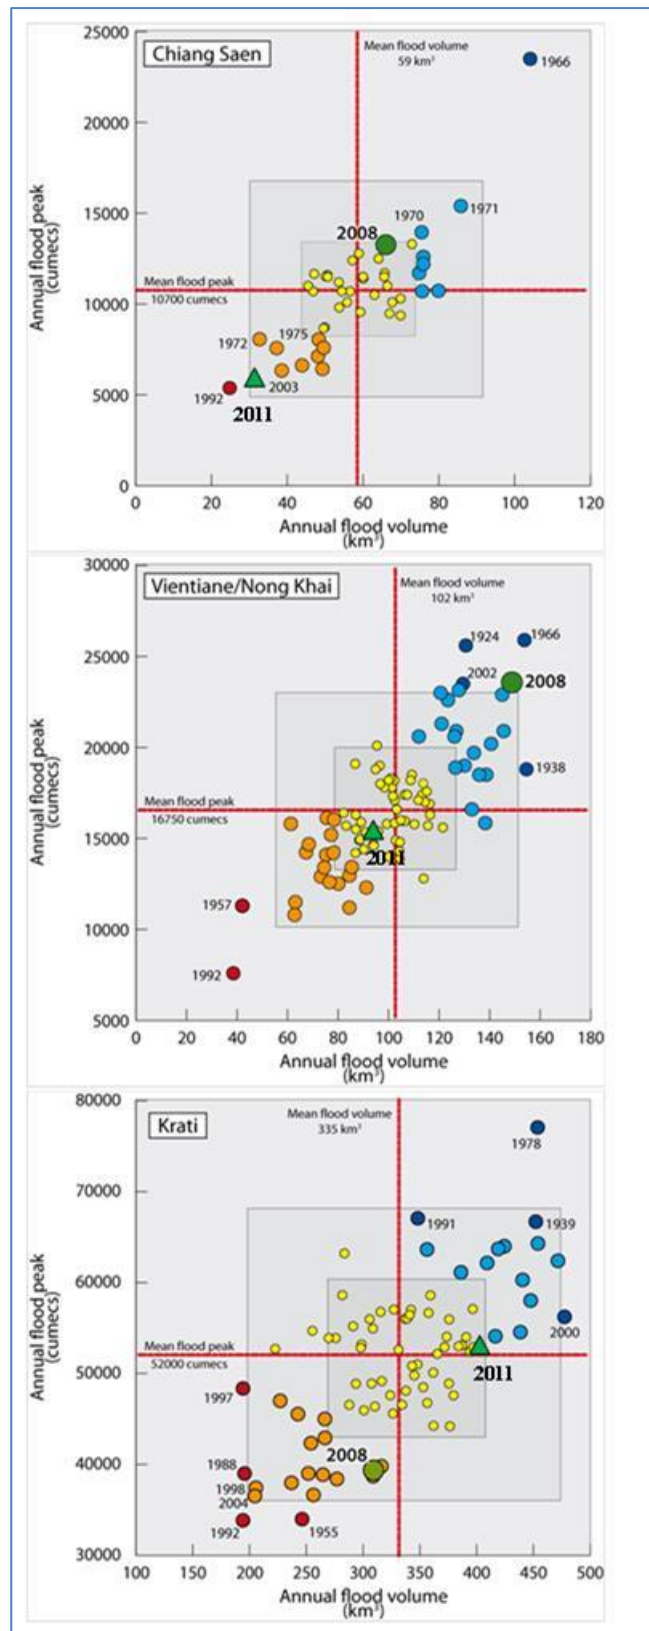 Chiang Saen
Mean flood volume
59 km³
1966
25000
20000
15000
10000
5000
0
Annual flood peak
(cumecs)
1970
1971
2008
Mean flood peak
10700 cumecs
1972
1975
2003
1992
2011
0 20 40 60 80 100 120
Annual flood volume
(km³)
Vientiane/Nong Khai
Mean flood volume
102 km³
30000
25000
20000
15000
10000
5000
Annual flood peak
(cumecs)
1924
1966
2002
2008
1938
Mean flood peak
16750 cumecs
2011
1957
1992
0 20 40 60 80 100 120 140 160 180
Annual flood volume
(km³)
Krati
Mean flood volume
335 km³
80000
70000
60000
50000
40000
30000
Annual flood peak
(cumecs)
1978
1991
1939
2000
Mean flood peak
52000 cumecs
2011
1997
2008
1988
1998
2004
1992
1955
100 150 200 250 300 350 400 450 500
Annual flood volume
(km³)